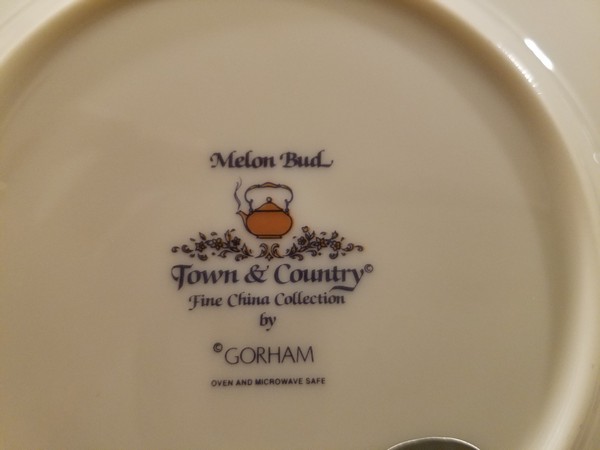 Melon Bud
Town & Country©
Fine China Collection
by
©GORHAM
OVEN AND MICROWAVE SAFE